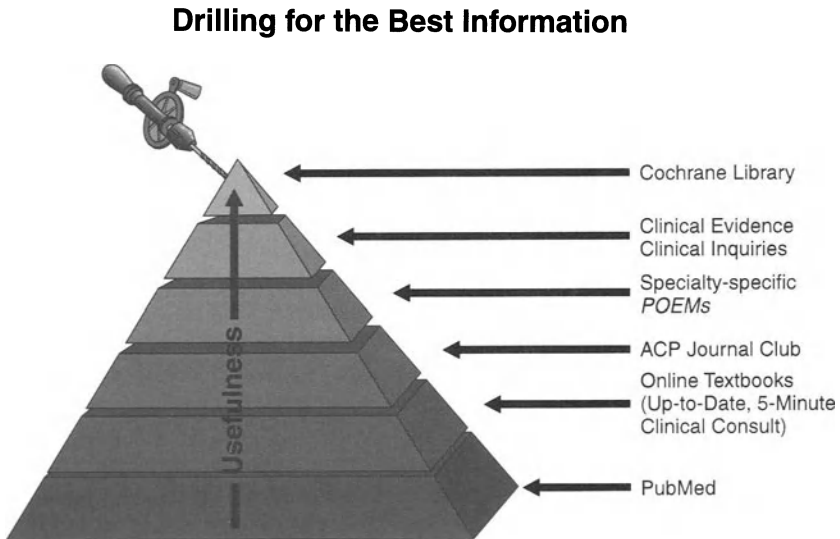 Drilling for the Best Information
Cochrane Library
Clinical Evidence
Clinical Inquiries
Specialty-specific
POEMs
ACP Journal Club
Online Textbooks
(Up-to-Date, 5-Minute
Clinical Consult)
PubMed
Usefulness